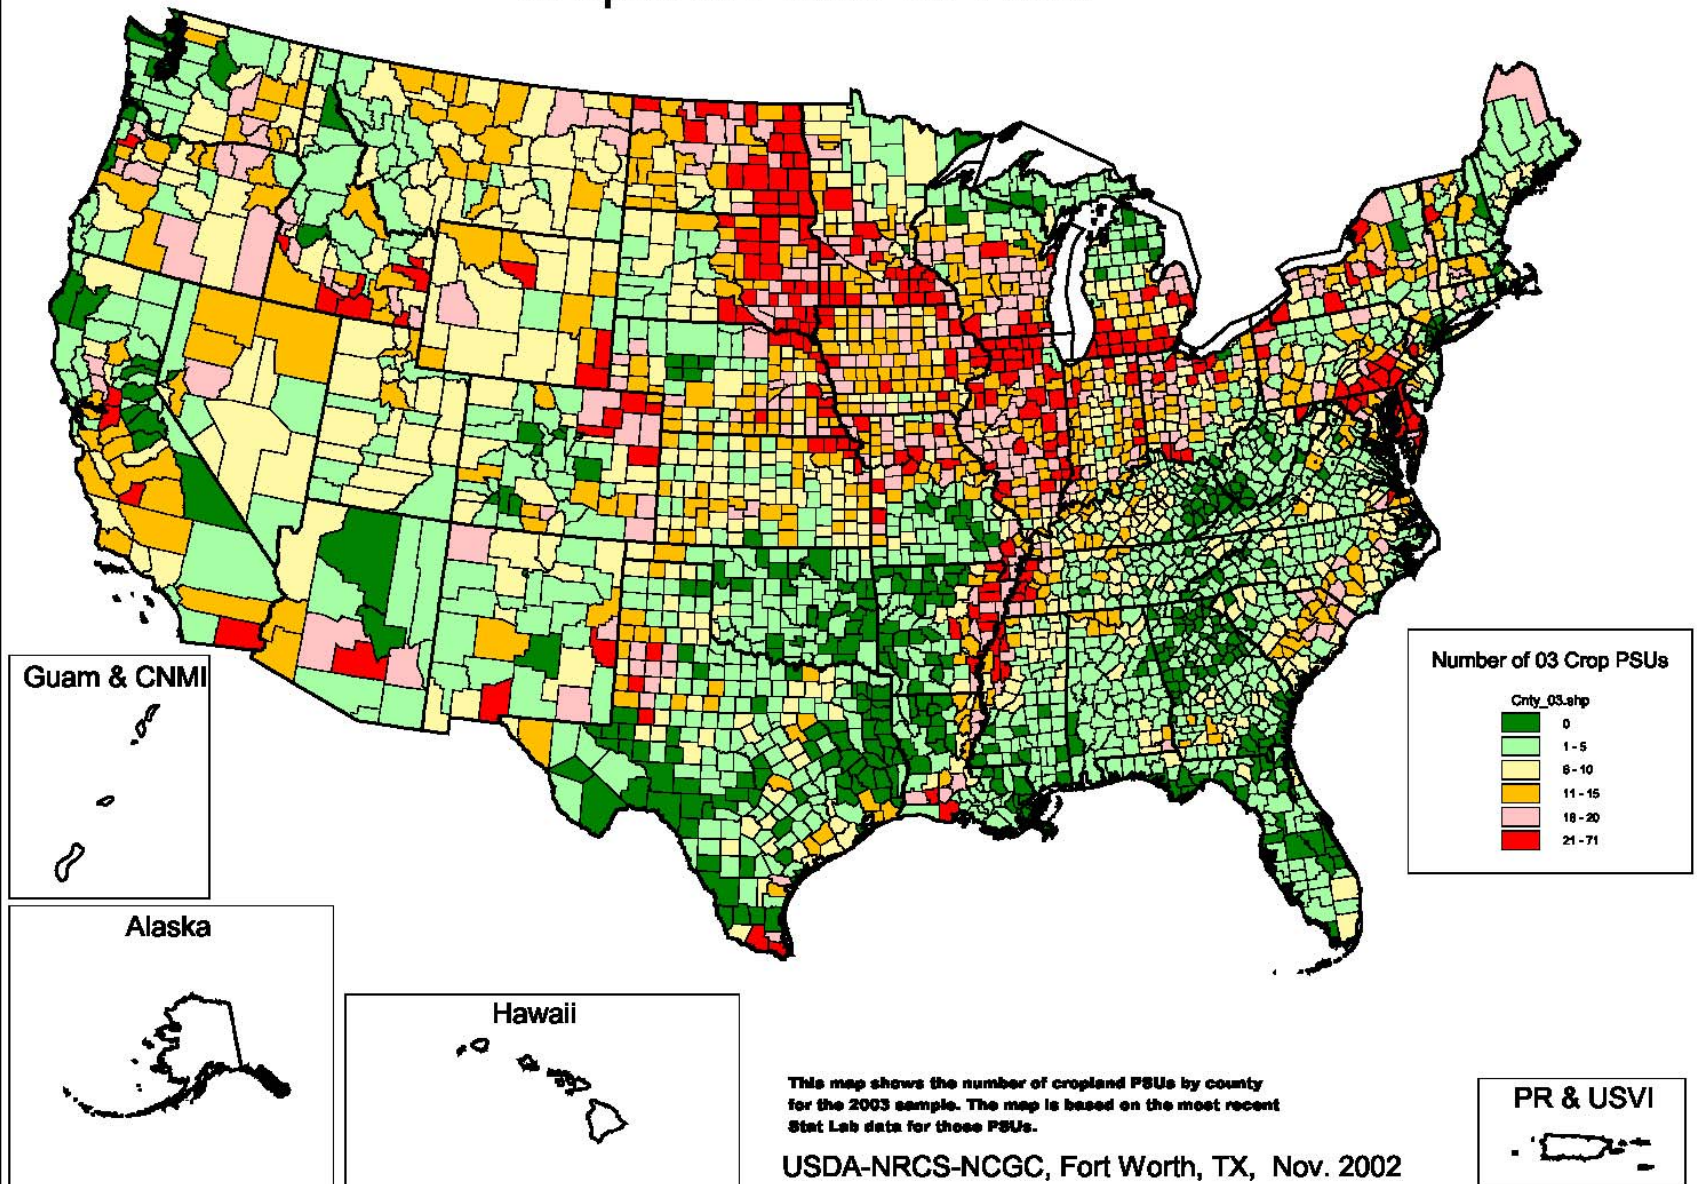 Guam & CNMI
Alaska
Hawaii
Number of 03 Crop PSUs
Cnty_03.shp
0
1 - 5
6 - 10
11 - 15
16 - 20
21 - 71
This map shows the number of cropland PSUs by county
for the 2003 sample. The map is based on the most recent
Stat Lab data for those PSUs.
USDA-NRCS-NCGC, Fort Worth, TX, Nov. 2002
PR & USVI